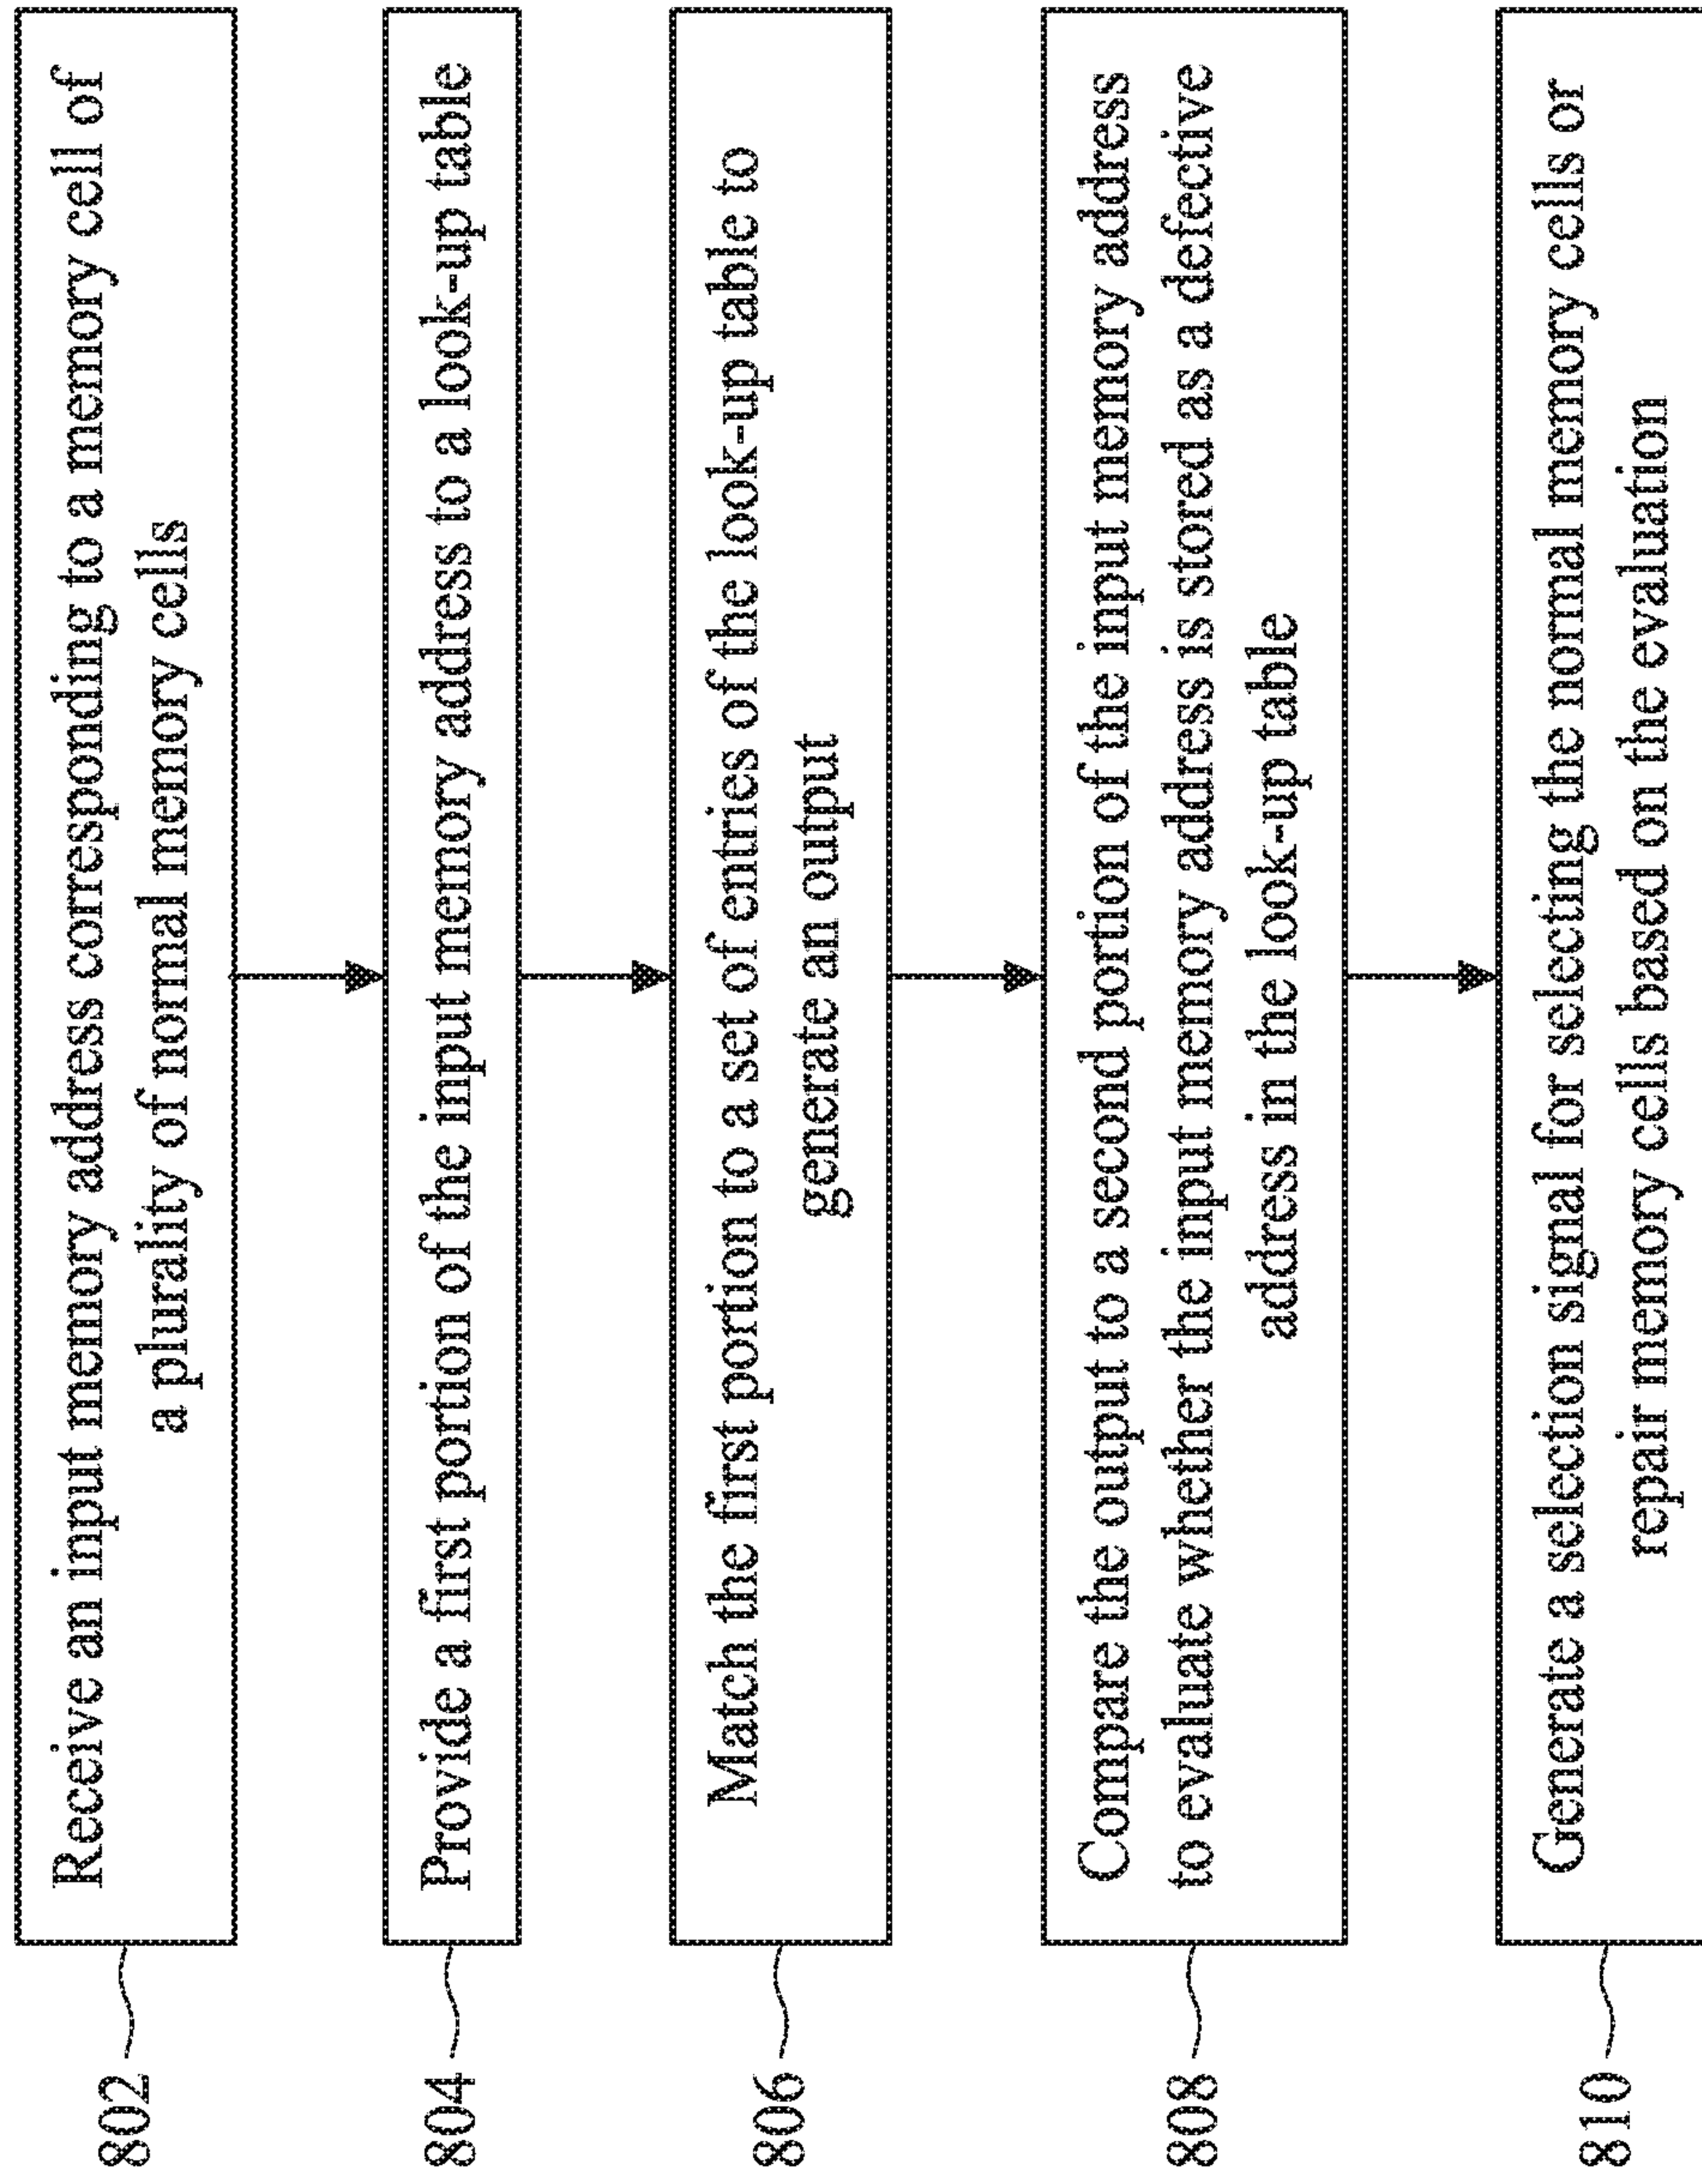 802
Receive an input memory address corresponding to a memory cell of
a plurality of normal memory cells
804
Provide a first portion of the input memory address to a look-up table
806
Match the first portion to a set of entries of the look-up table to
generate an output
808
Compare the output to a second portion of the input memory address
to evaluate whether the input memory address is stored as a defective
address in the look-up table
810
Generate a selection signal for selecting the normal memory cells or
repair memory cells based on the evaluation